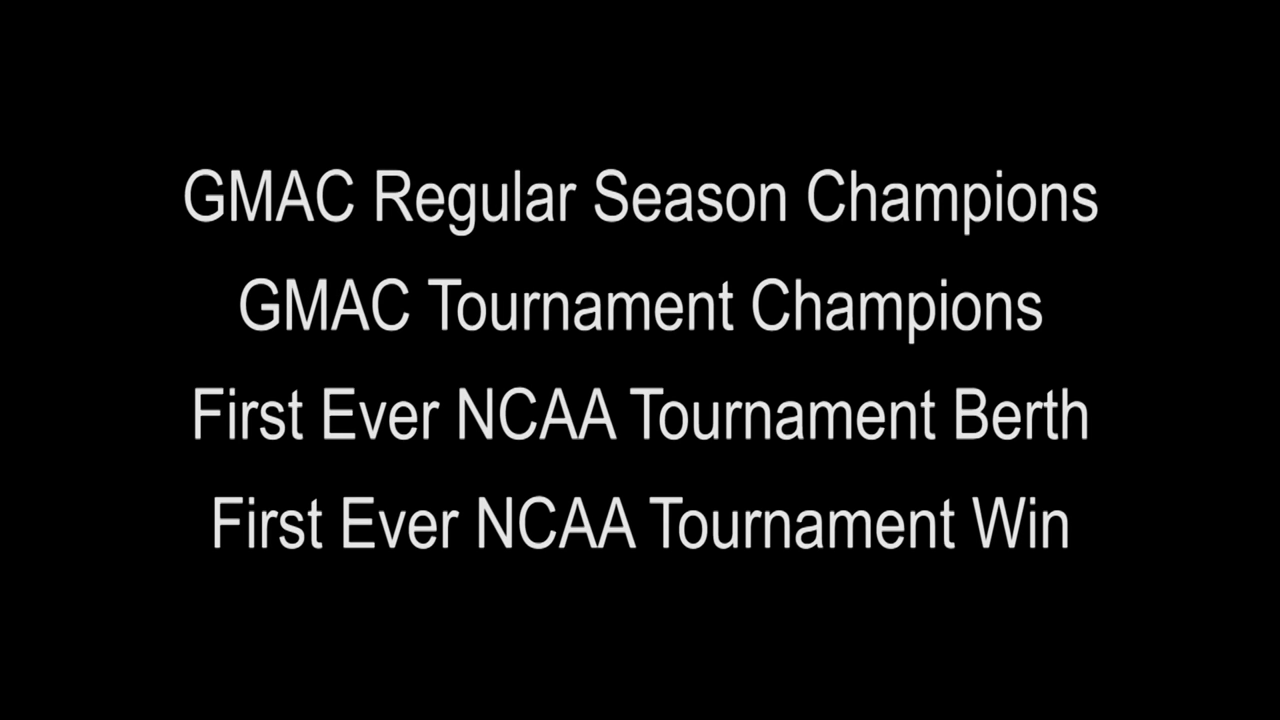 GMAC Regular Season Champions
GMAC Tournament Champions
First Ever NCAA Tournament Berth
First Ever NCAA Tournament Win